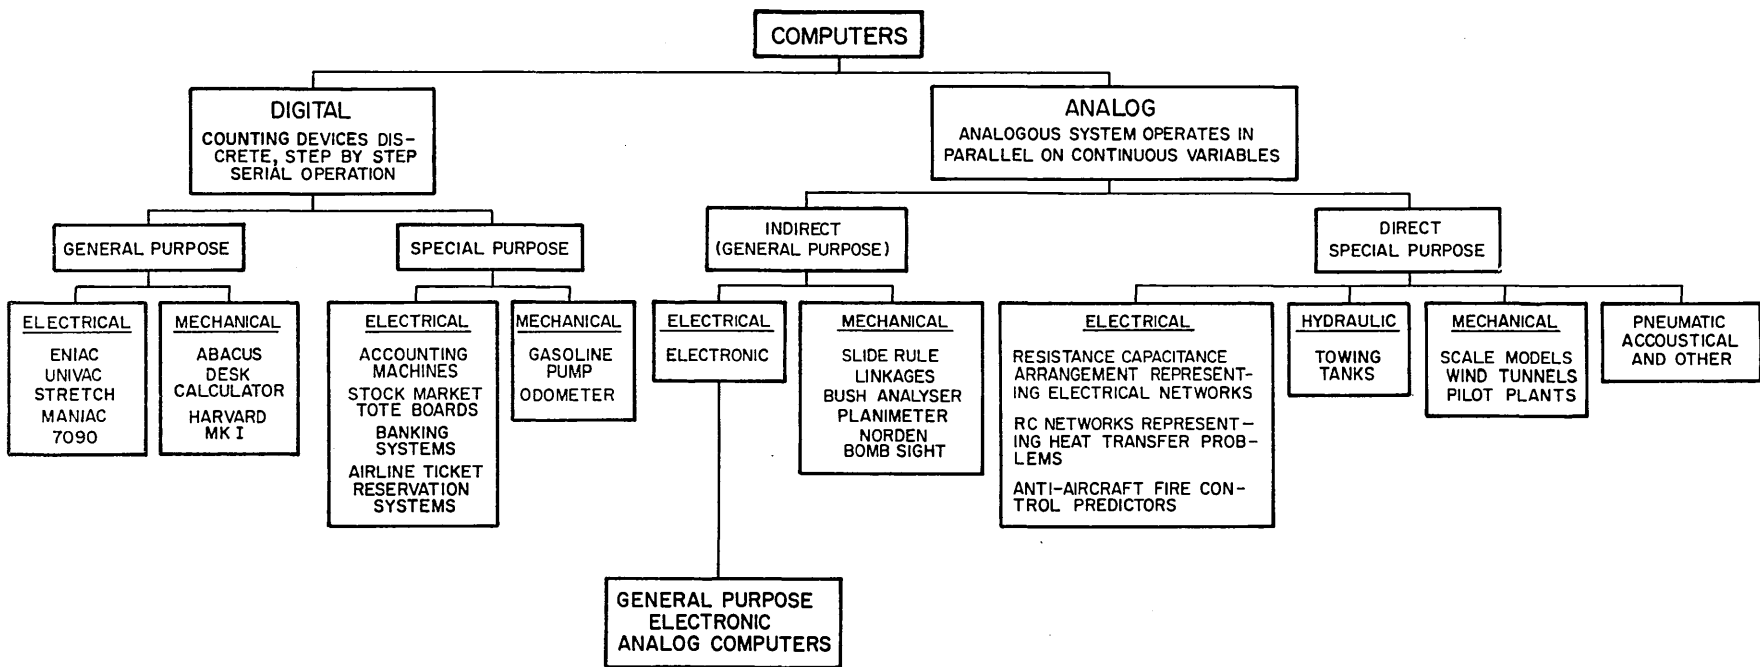 COMPUTERS
DIGITAL
COUNTING DEVICES DIS-
CRETE, STEP BY STEP
SERIAL OPERATION
ANALOG
ANALOGOUS SYSTEM OPERATES IN
PARALLEL ON CONTINUOUS VARIABLES
GENERAL PURPOSE
SPECIAL PURPOSE
INDIRECT
(GENERAL PURPOSE)
DIRECT
SPECIAL PURPOSE
ELECTRICAL
ENIAC
UNIVAC
STRETCH
MANIAC
7090
MECHANICAL
ABACUS
DESK
CALCULATOR
HARVARD
MK I
ELECTRICAL
ACCOUNTING
MACHINES
STOCK MARKET
TOTE BOARDS
BANKING
SYSTEMS
AIRLINE TICKET
RESERVATION
SYSTEMS
MECHANICAL
GASOLINE
PUMP
ODOMETER
ELECTRICAL
ELECTRONIC
MECHANICAL
SLIDE RULE
LINKAGES
BUSH ANALYSER
PLANIMETER
NORDEN
BOMB SIGHT
ELECTRICAL
RESISTANCE CAPACITANCE
ARRANGEMENT REPRESENT-
ING ELECTRICAL NETWORKS
RC NETWORKS REPRESENT-
ING HEAT TRANSFER PROB-
LEMS
ANTI-AIRCRAFT FIRE CON-
TROL PREDICTORS
HYDRAULIC
TOWING
TANKS
MECHANICAL
SCALE MODELS
WIND TUNNELS
PILOT PLANTS
PNEUMATIC
ACCOUSTICAL
AND OTHER
GENERAL PURPOSE
ELECTRONIC
ANALOG COMPUTERS